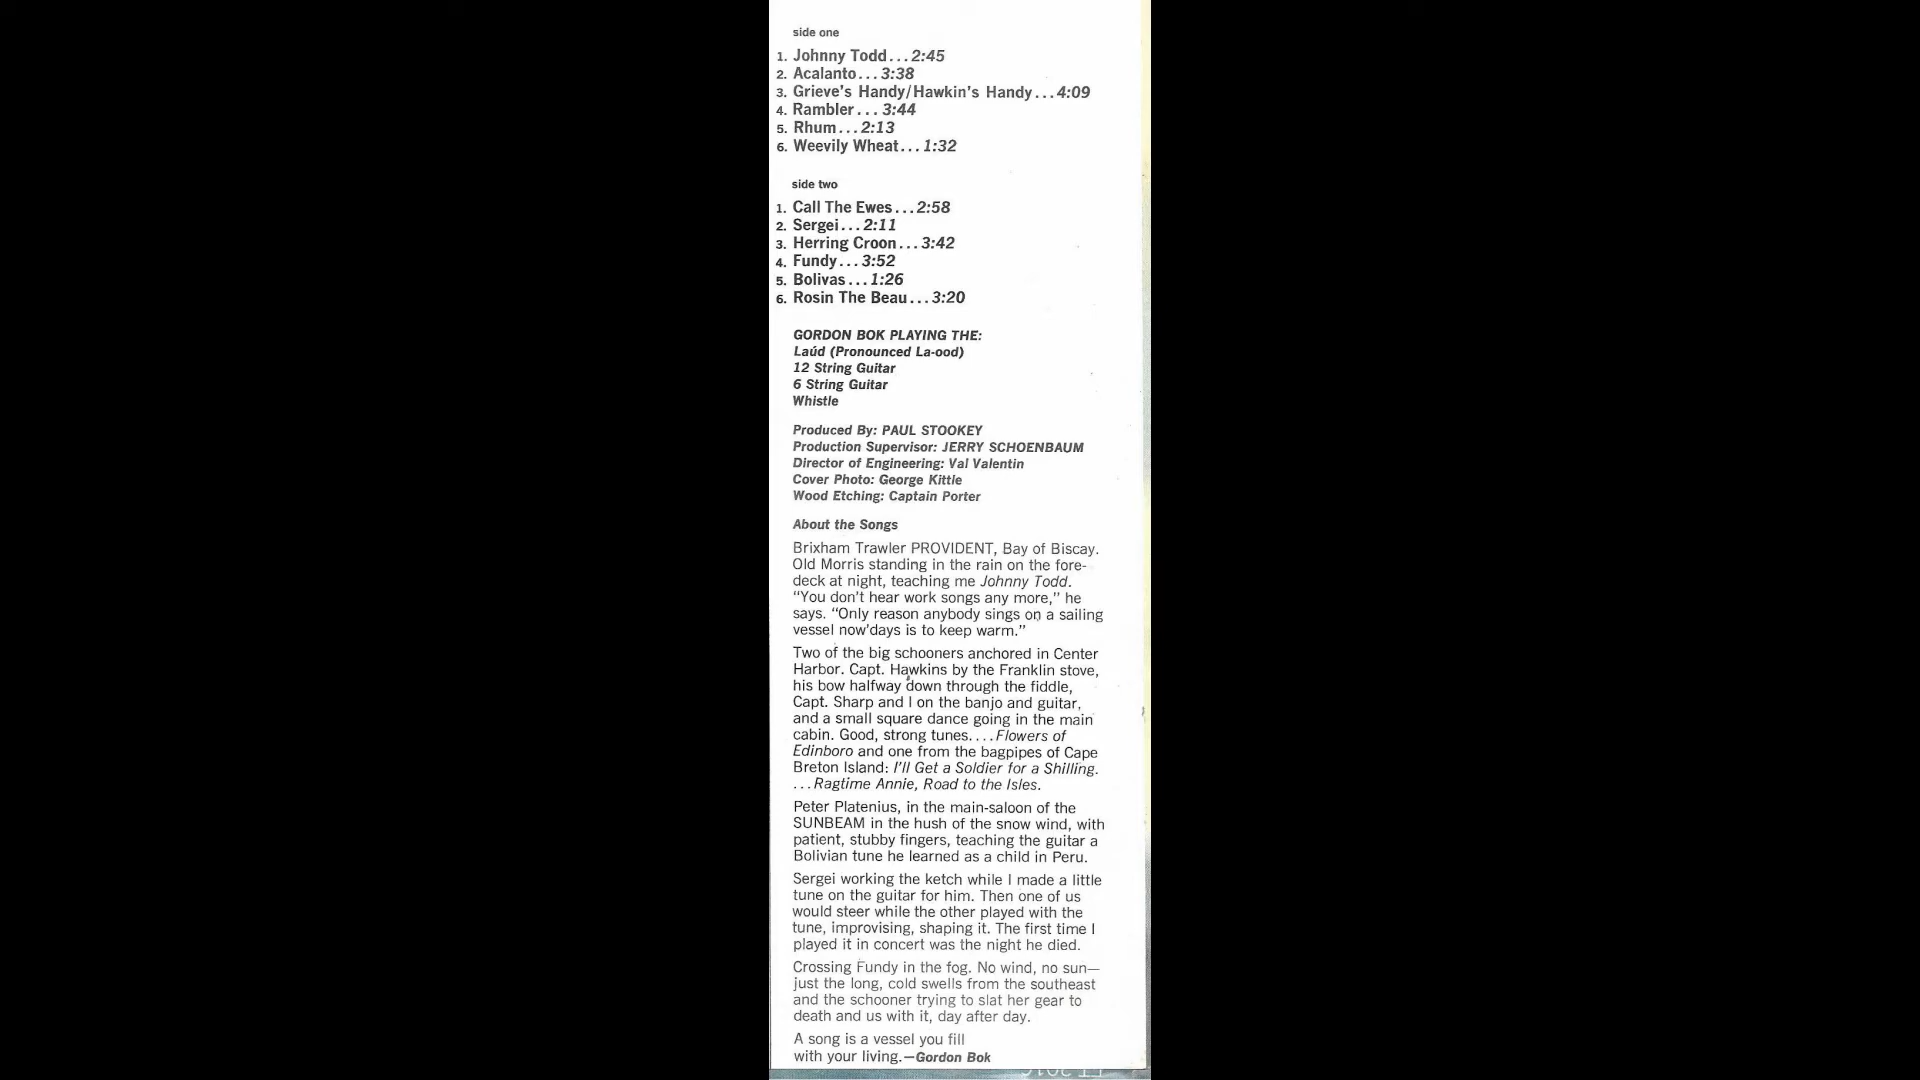 side one
1. Johnny Todd...2:45
2. Acalanto...3:38
3. Grieve's Handy/Hawkin's Handy...4:09
4. Rambler...3:44
5. Rhum...2:13
6. Weevily Wheat...1:32
side two
1. Call The Ewes...2:58
2. Sergei...2:11
3. Herring Croon...3:42
4. Fundy...3:52
5. Bolivas...1:26
6. Rosin The Beau...3:20
GORDON BOK PLAYING THE:
Laúd (Pronounced La-ood)
12 String Guitar
6 String Guitar
Whistle
Produced By: PAUL STOOKEY
Production Supervisor: JERRY SCHOENBAUM
Director of Engineering: Val Valentin
Cover Photo: George Kittle
Wood Etching: Captain Porter
About the Songs
Brixham Trawler PROVIDENT, Bay of Biscay.
Old Morris standing in the rain on the fore-
deck at night, teaching me Johnny Todd.
"You don't hear work songs any more," he
says. "Only reason anybody sings on a sailing
vessel now'days is to keep warm."
Two of the big schooners anchored in Center
Harbor. Capt. Hawkins by the Franklin stove,
his bow halfway down through the fiddle,
Capt. Sharp and I on the banjo and guitar,
and a small square dance going in the main
cabin. Good, strong tunes....Flowers of
Edinboro and one from the bagpipes of Cape
Breton Island: I'll Get a Soldier for a Shilling.
...Ragtime Annie, Road to the Isles.
Peter Platenius, in the main-saloon of the
SUNBEAM in the hush of the snow wind, with
patient, stubby fingers, teaching the guitar a
Bolivian tune he learned as a child in Peru.
Sergei working the ketch while I made a little
tune on the guitar for him. Then one of us
would steer while the other played with the
tune, improvising, shaping it. The first time I
played it in concert was the night he died.
Crossing Fundy in the fog. No wind, no sun—
just the long, cold swells from the southeast
and the schooner trying to slat her gear to
death and us with it, day after day.
A song is a vessel you fill
with your living.—Gordon Bok